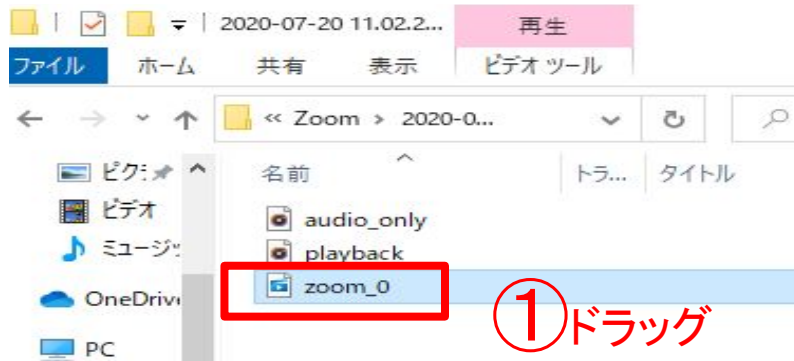 2020-07-20 11.02.2... 再生
ファイル ホーム 共有 表示 ビデオ ツール
« Zoom > 2020-0...
ピクチ 名前 トラ... タイトル
ビデオ audio_only
ミュージッ playback
OneDriv zoom_0
PC
①ドラッグ